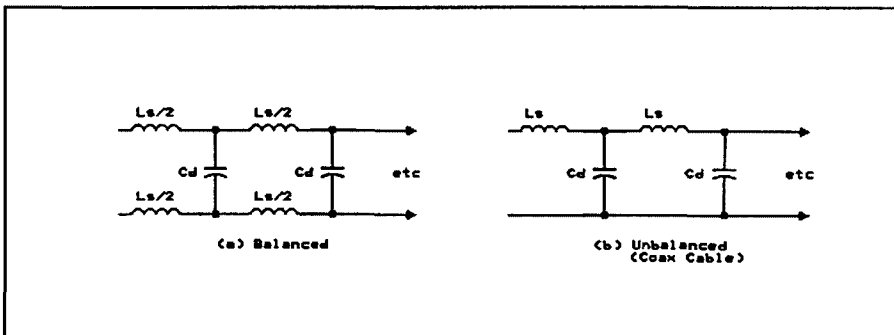 Ls/2 Ls/2
Cd Cd etc
Ls/2 Ls/2
(a) Balanced
Ls Ls
Cd Cd etc
(b) Unbalanced
(Coax Cable)